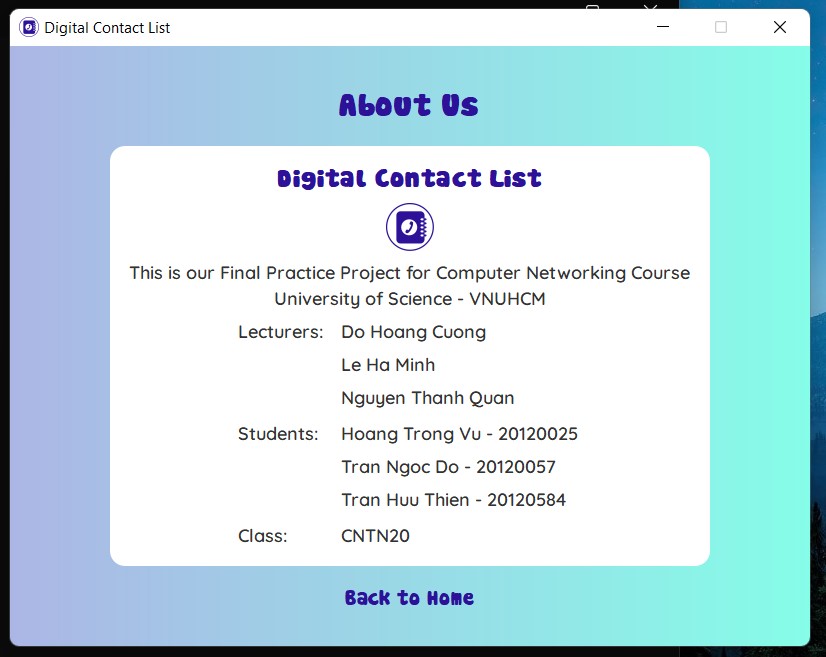 Digital Contact List
About Us
Digital Contact List
This is our Final Practice Project for Computer Networking Course
University of Science - VNUHCM
Lecturers: Do Hoang Cuong
Le Ha Minh
Nguyen Thanh Quan
Students: Hoang Trong Vu - 20120025
Tran Ngoc Do - 20120057
Tran Huu Thien - 20120584
Class: CNTN20
Back to Home